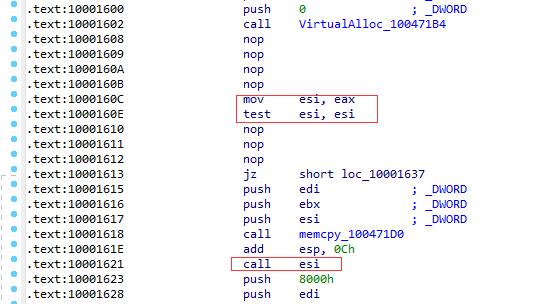 .text:10001600 push 0 ; _DWORD
.text:10001602 call VirtualAlloc_100471B4
.text:10001608 nop
.text:10001609 nop
.text:1000160A nop
.text:1000160B nop
.text:1000160C mov esi, eax
.text:1000160E test esi, esi
.text:10001610 nop
.text:10001611 nop
.text:10001612 nop
.text:10001613 jz short loc_10001637
.text:10001615 push edi ; _DWORD
.text:10001616 push ebx ; _DWORD
.text:10001617 push esi ; _DWORD
.text:10001618 call memcpy_100471D0
.text:1000161E add esp, 0Ch
.text:10001621 call esi
.text:10001623 push 8000h
.text:10001628 push edi